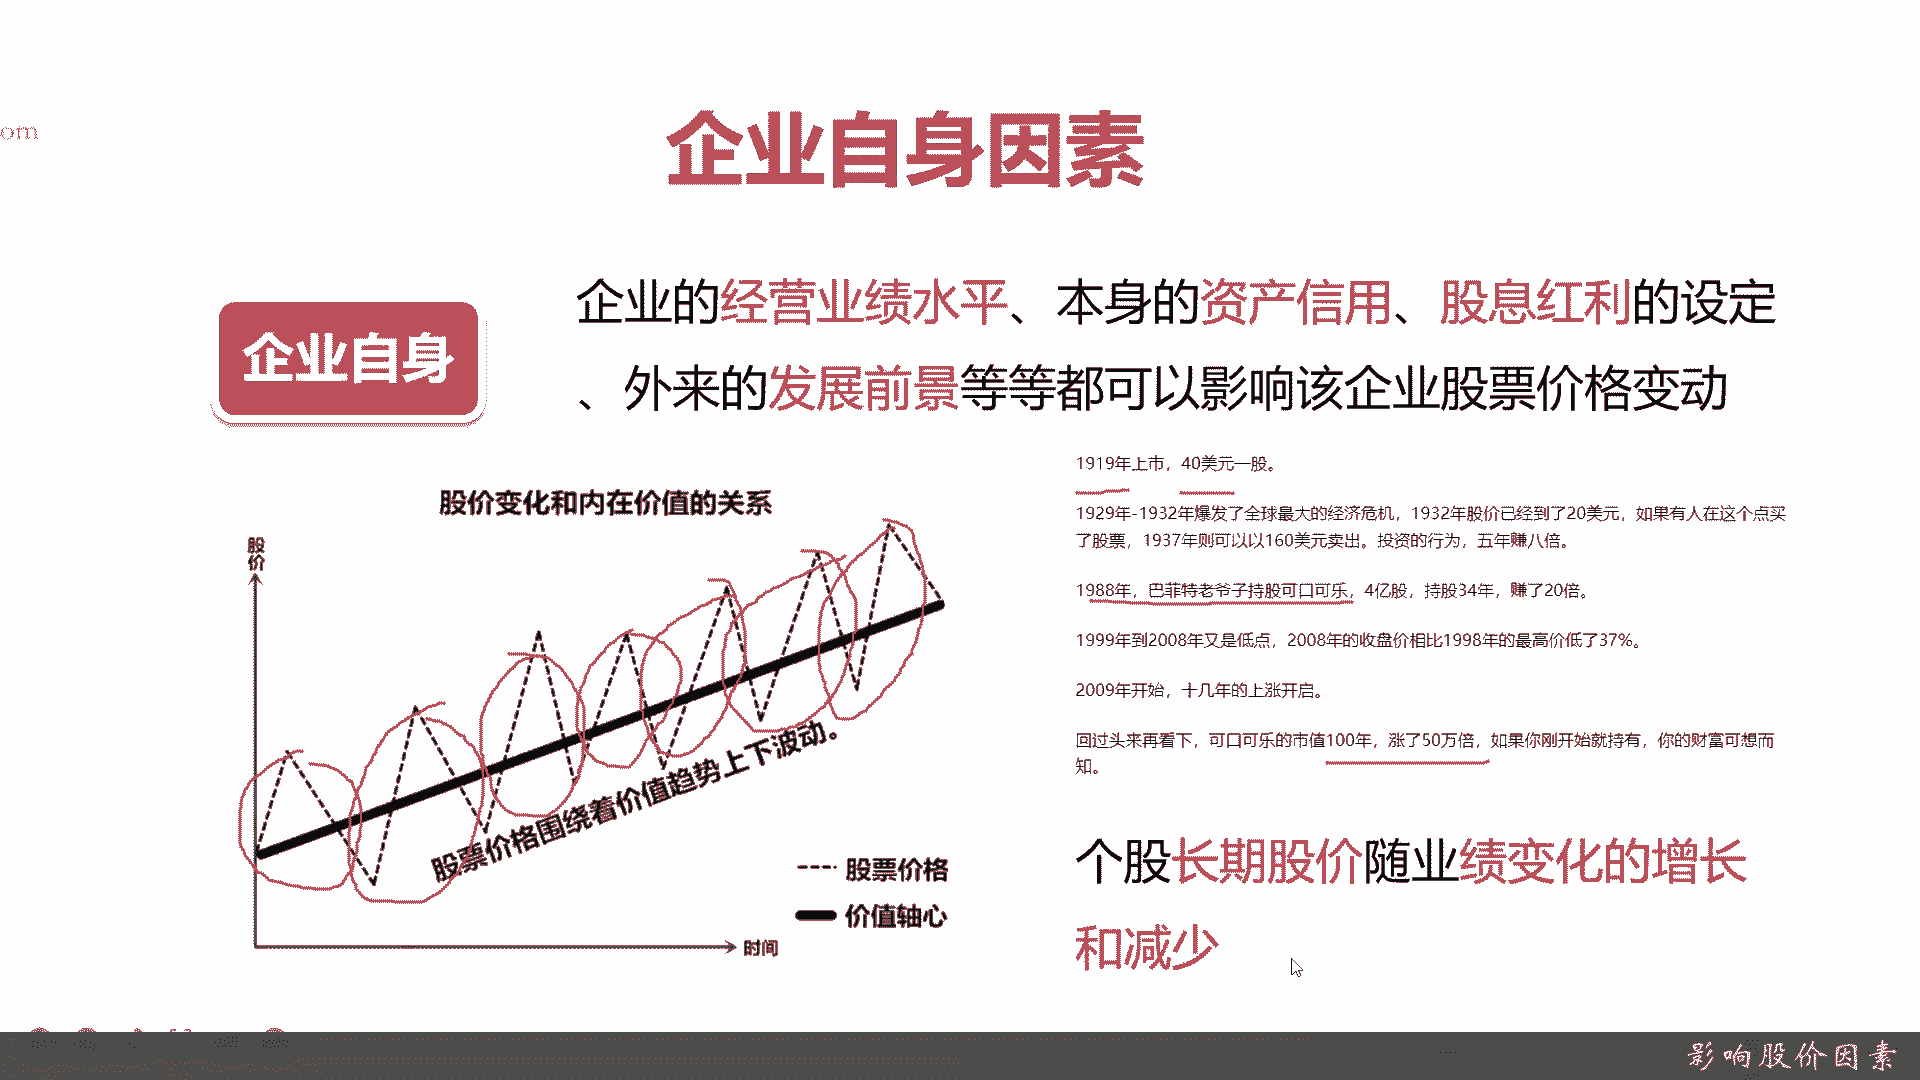 om
企业自身因素
企业自身
企业的经营业绩水平、本身的资产信用、股息红利的设定
、外来的发展前景等等都可以影响该企业股票价格变动
股价变化和内在价值的关系
股价
股票价格围绕着价值趋势上下波动。
股票价格
价值轴心
时间
1919年上市，40美元一股。
1929年-1932年爆发了全球最大的经济危机，1932年股价已经到了20美元，如果有人在这个点买
了股票，1937年则可以以160美元卖出。投资的行为，五年赚八倍。
1988年，巴菲特老爷子持股可口可乐，4亿股，持股34年，赚了20倍。
1999年到2008年又是低点，2008年的收盘价相比1998年的最高价低了37%。
2009年开始，十几年的上涨开启。
回过头来再看下，可口可乐的市值100年，涨了50万倍，如果你刚开始就持有，你的财富可想而
知。
个股长期股价随业绩变化的增长
和减少
影响股价因素